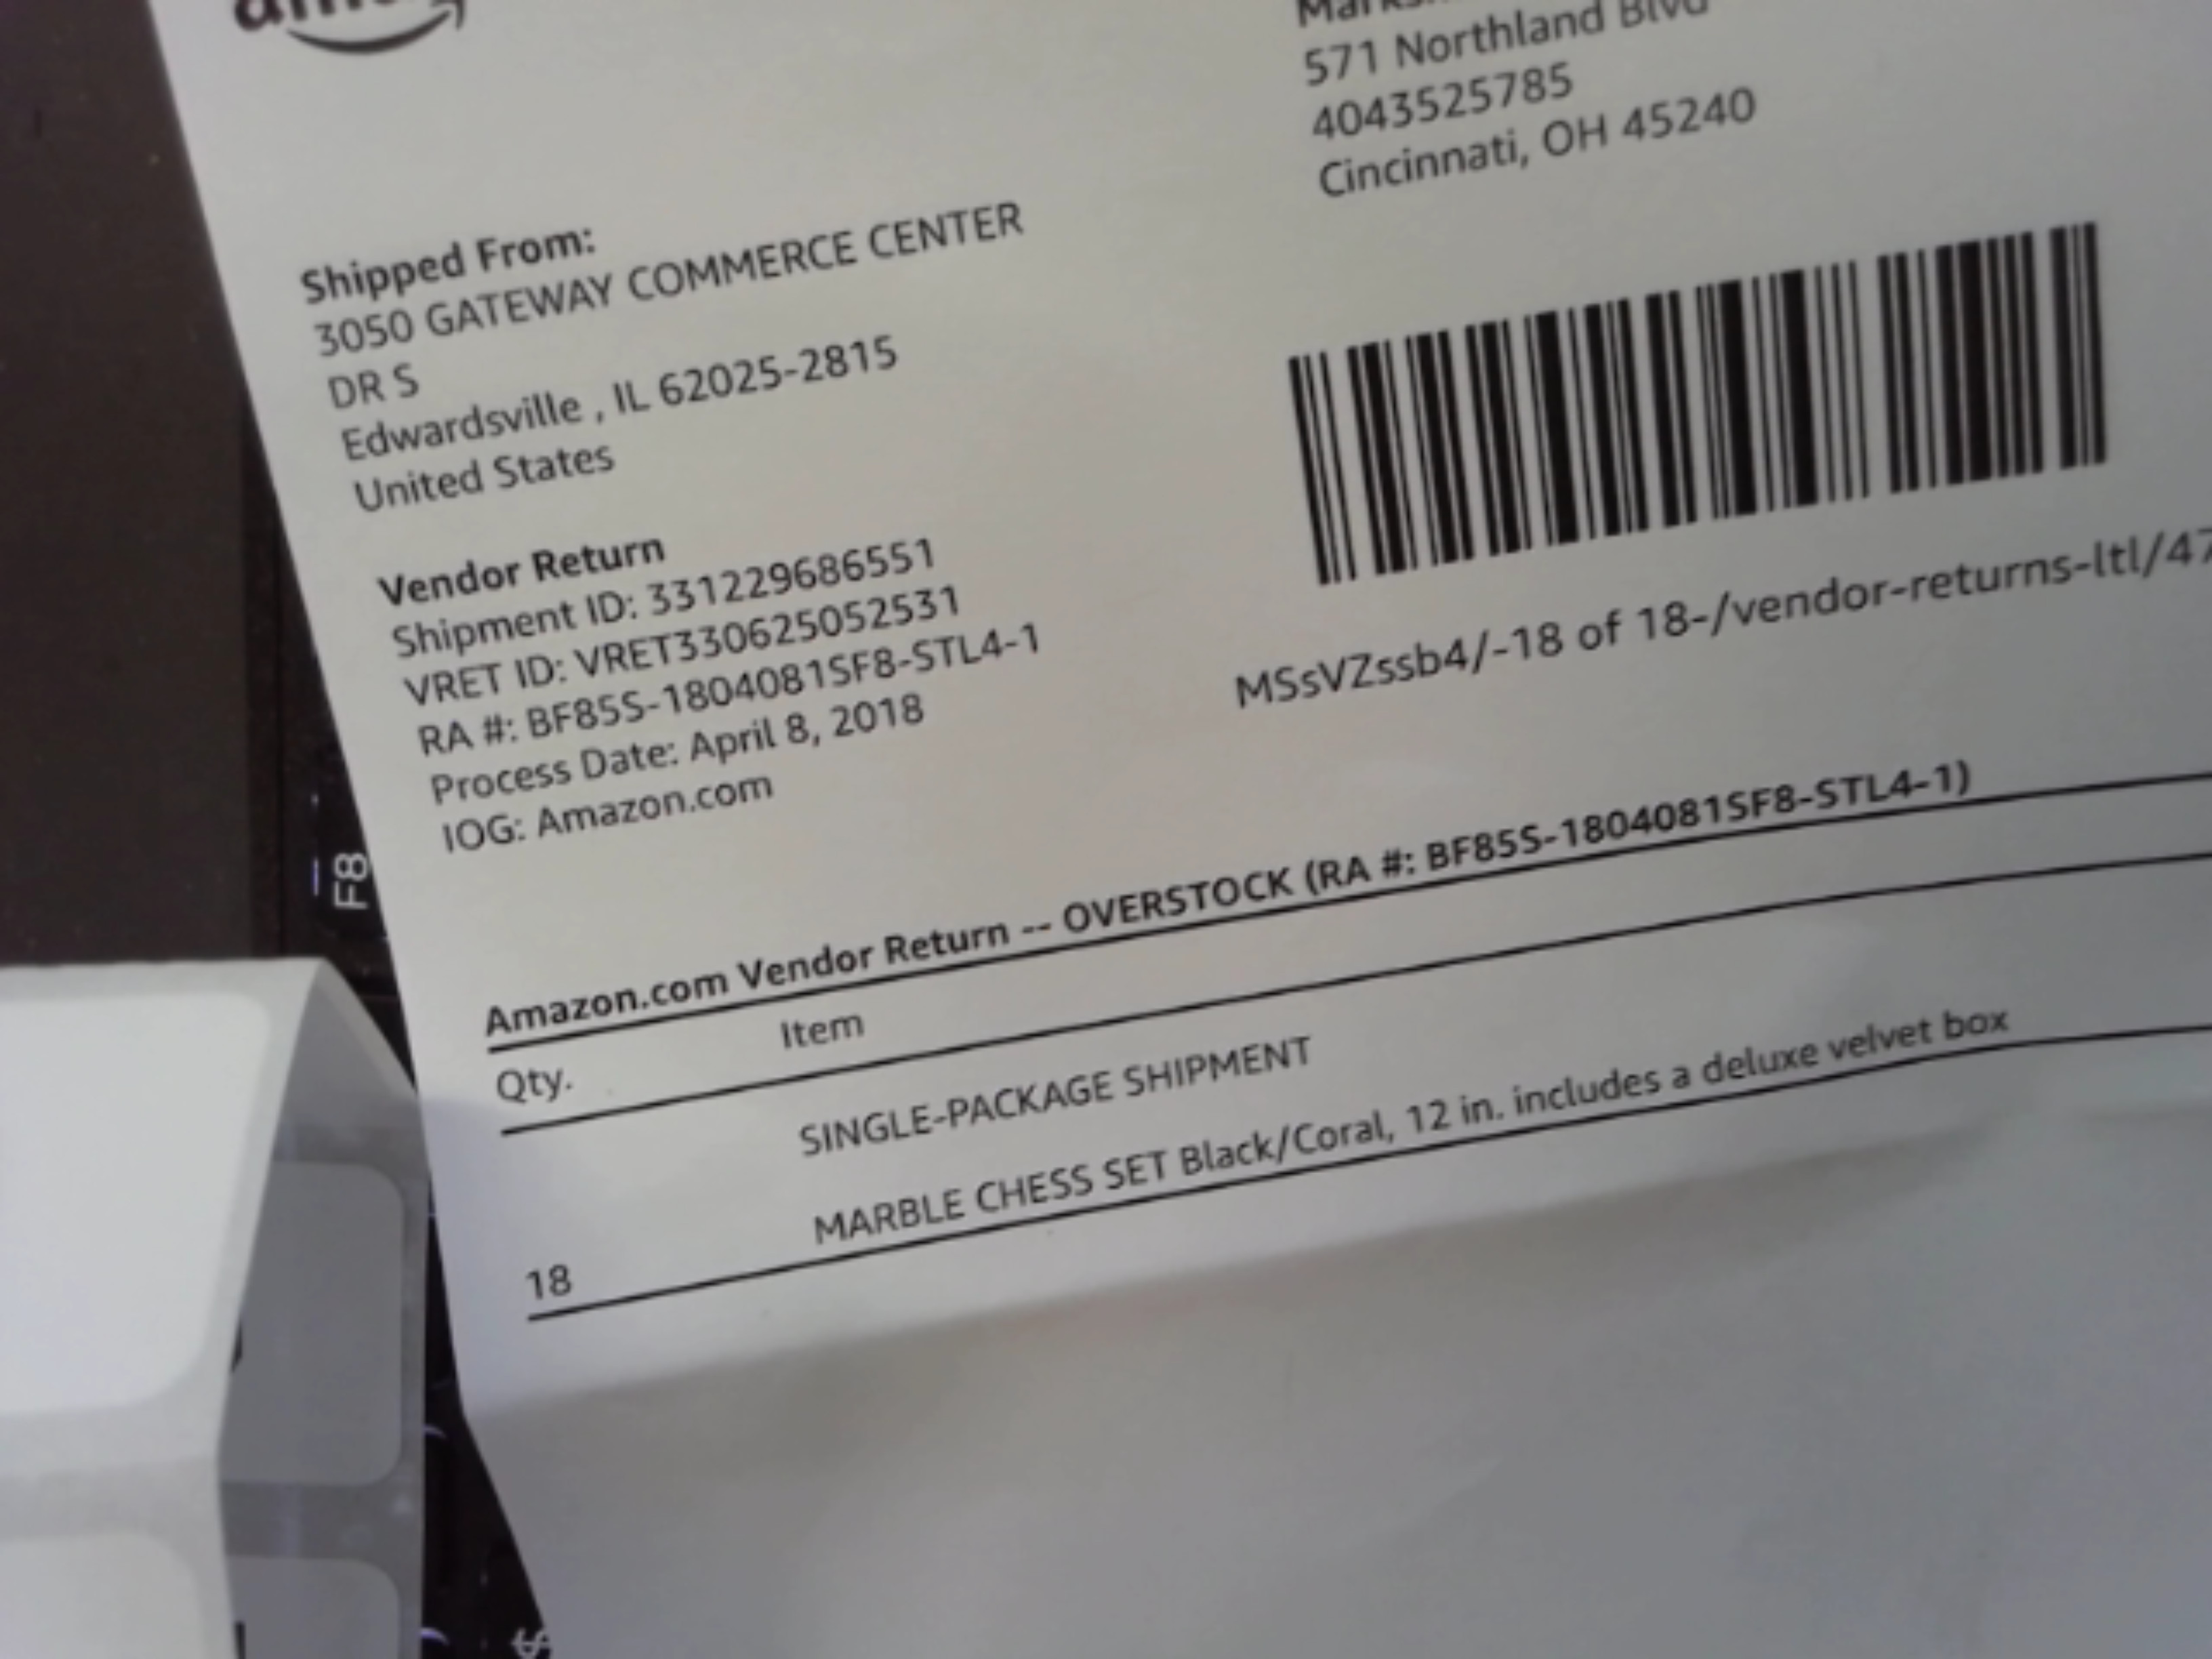 571 Northland Blvd
4043525785
Cincinnati, OH 45240
Shipped From:
3050 GATEWAY COMMERCE CENTER
DR S
Edwardsville , IL 62025-2815
United States
Vendor Return
Shipment ID: 331229686551
VRET ID: VRET330625052531
RA #: BF85S-1804081SF8-STL4-1
Process Date: April 8, 2018
IOG: Amazon.com
MSsVZssb4/-18 of 18-/vendor-returns-ltl/47
Amazon.com Vendor Return -- OVERSTOCK (RA #: BF85S-1804081SF8-STL4-1)
Qty. Item
SINGLE-PACKAGE SHIPMENT
18 MARBLE CHESS SET Black/Coral, 12 in. includes a deluxe velvet box
F8
$